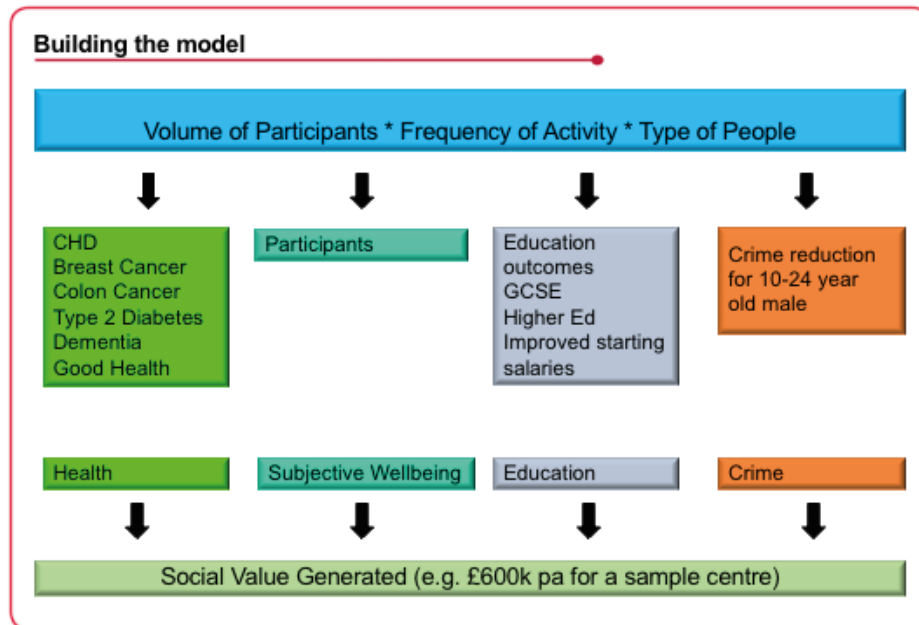 Building the model
Volume of Participants * Frequency of Activity * Type of People
CHD
Breast Cancer
Colon Cancer
Type 2 Diabetes
Dementia
Good Health
Participants
Education
outcomes
GCSE
Higher Ed
Improved starting
salaries
Crime reduction
for 10-24 year
old male
Health
Subjective Wellbeing
Education
Crime
Social Value Generated (e.g. £600k pa for a sample centre)